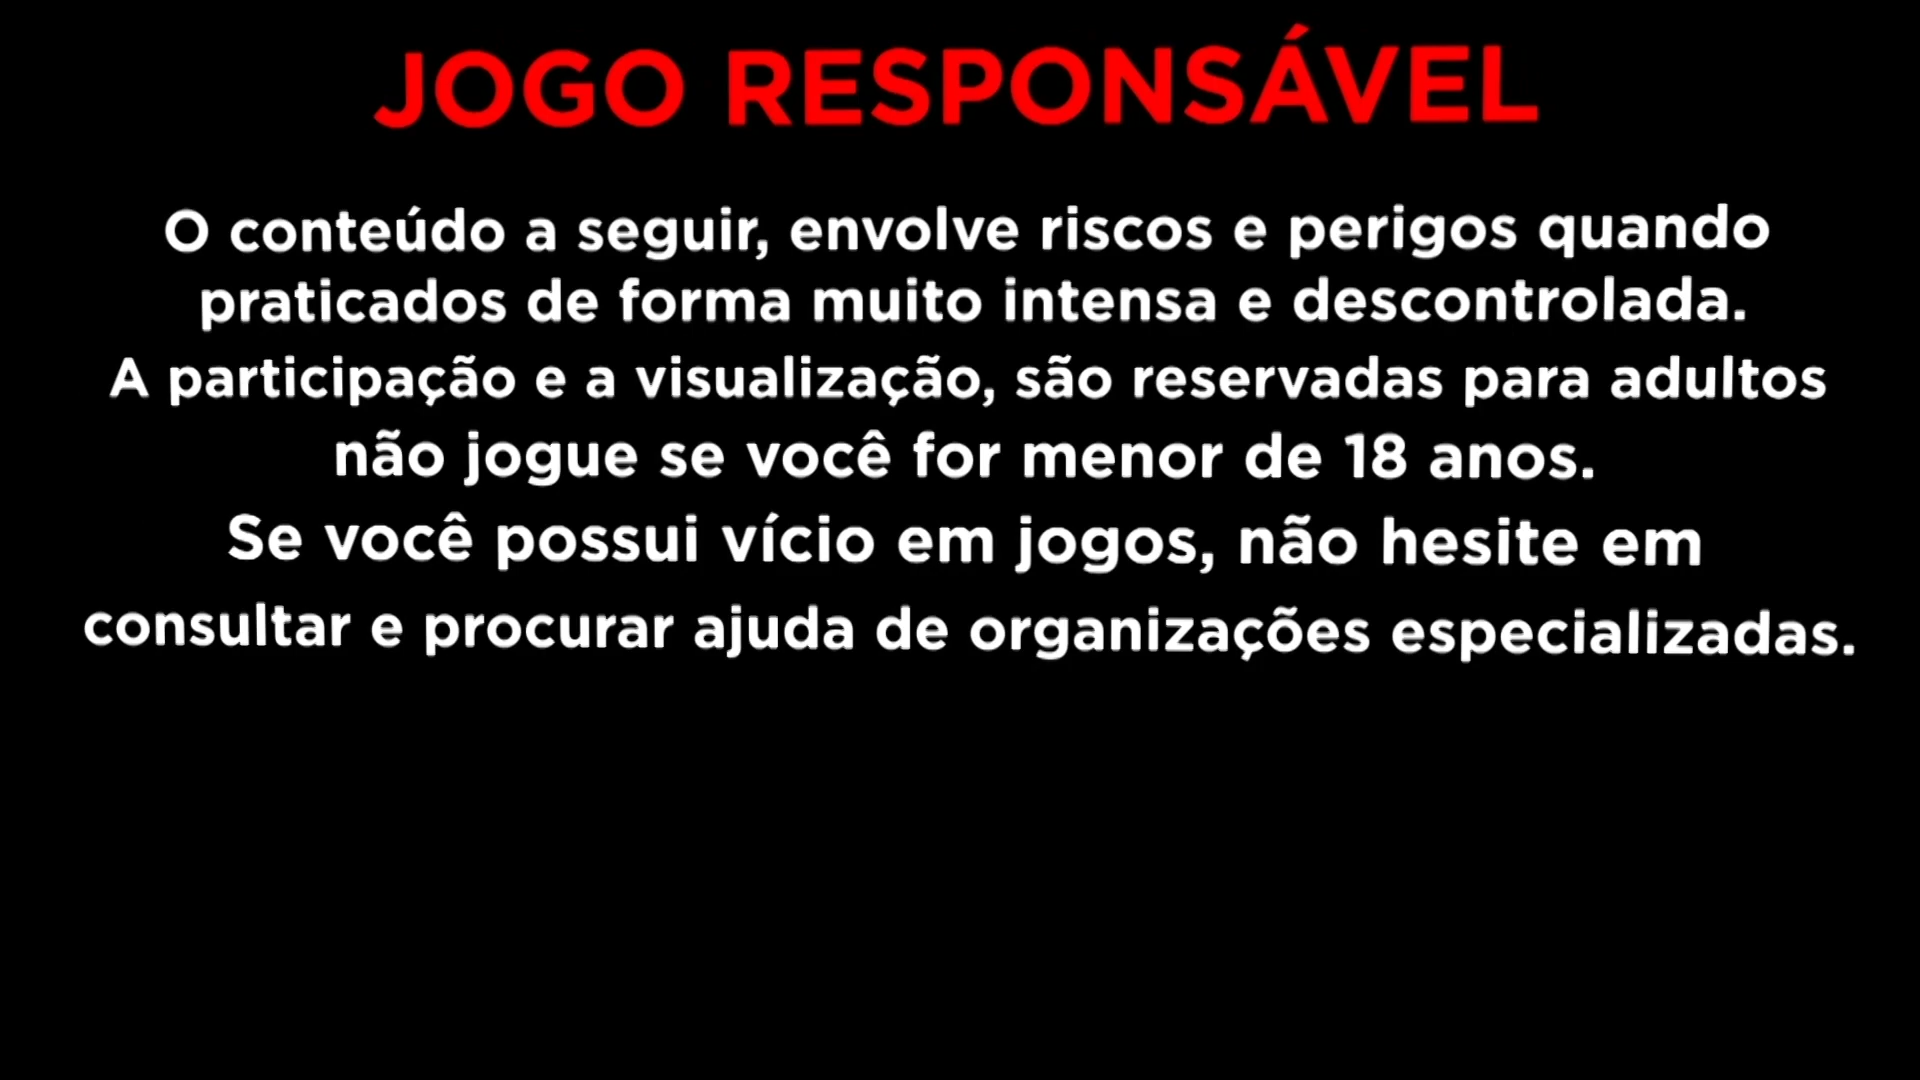 JOGO RESPONSÁVEL
O conteúdo a seguir, envolve riscos e perigos quando
praticados de forma muito intensa e descontrolada.
A participação e a visualização, são reservadas para adultos
não jogue se você for menor de 18 anos.
Se você possui vício em jogos, não hesite em
consultar e procurar ajuda de organizações especializadas.